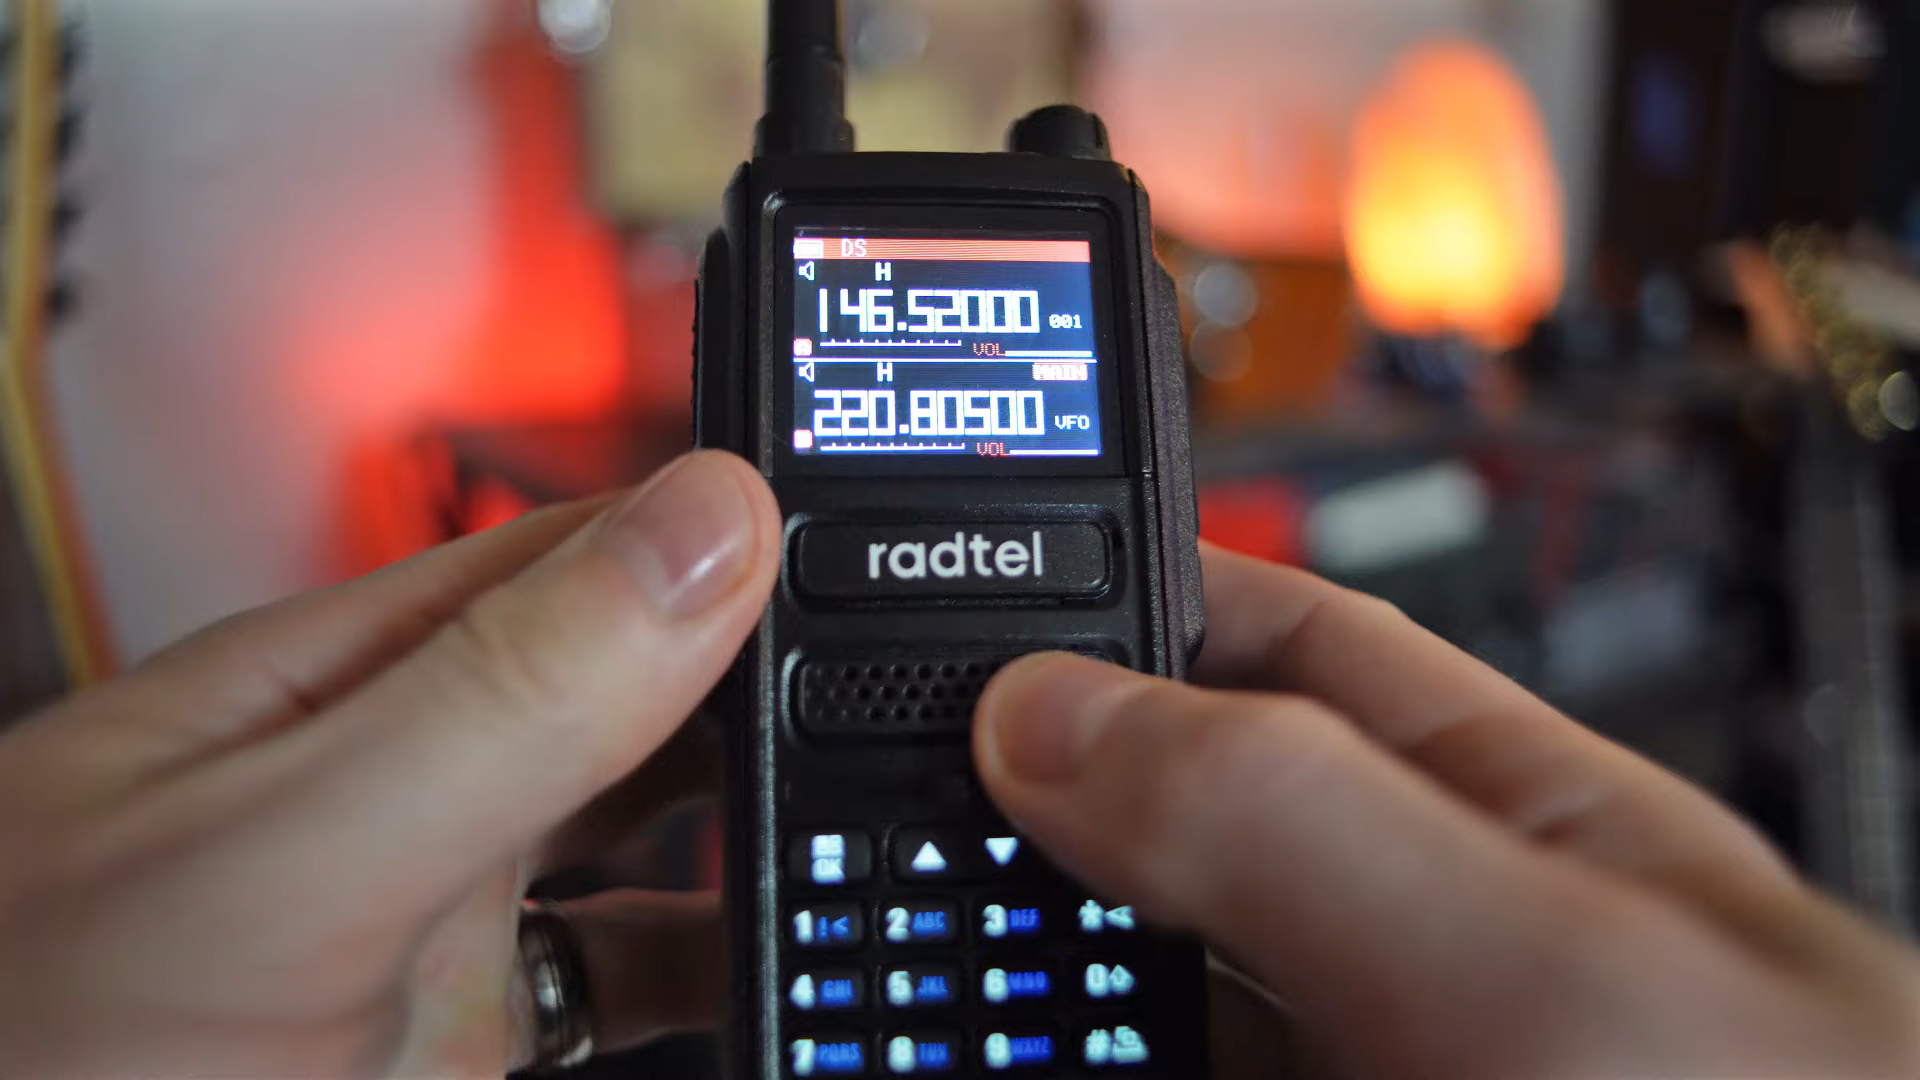 DS
H
146.52000 001
VOL
H MAIN
220.80500 VFO
VOL
radtel
OK
1 !< 2 ABC 3 DEF *
4 GHI 5 JKL 6 MNO 0
7 PQRS 8 TUV 9 WXYZ #